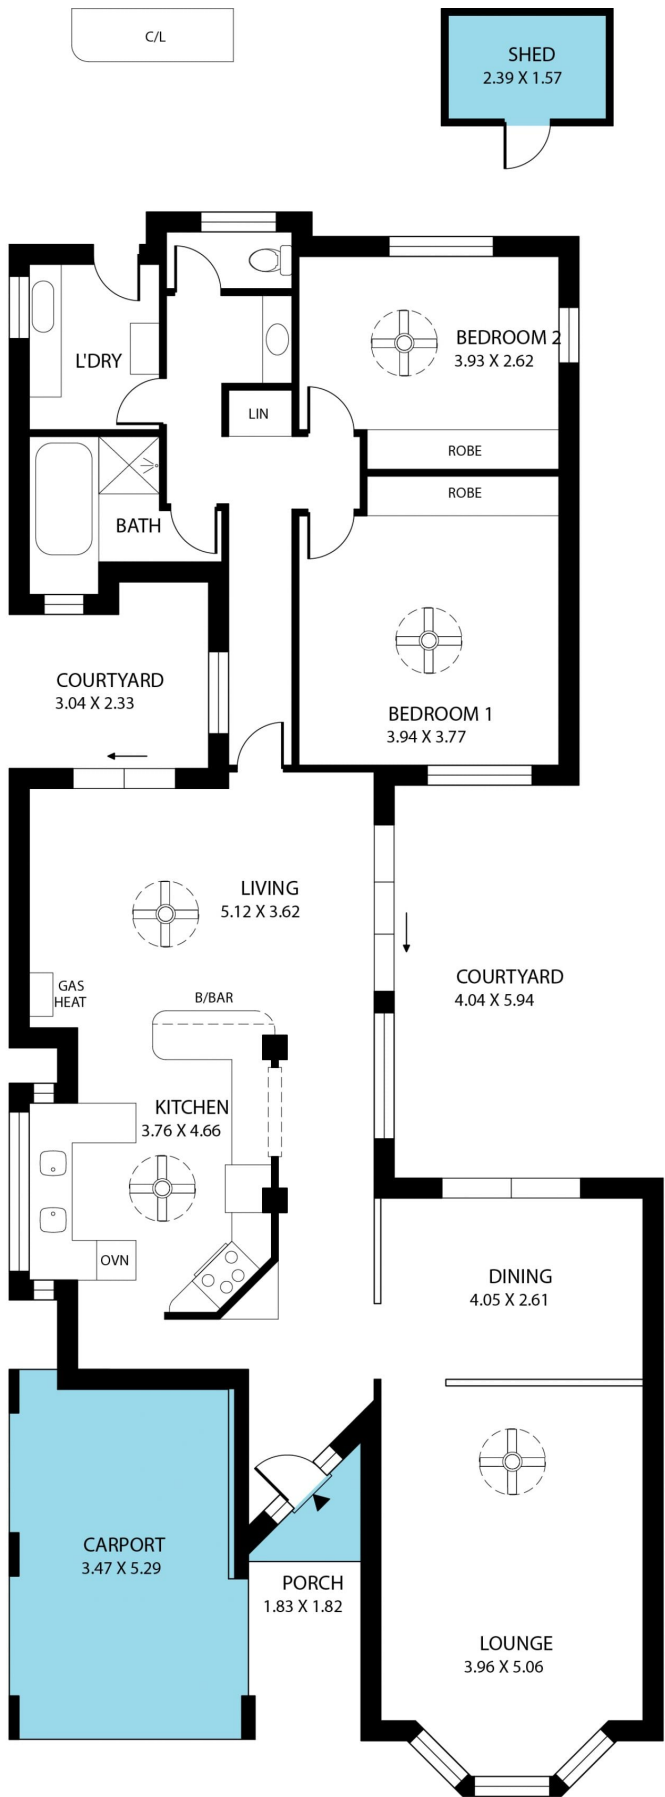 C/L
SHED
2.39 X 1.57
BEDROOM 2
3.93 X 2.62
L'DRY
LIN
ROBE
ROBE
BATH
COURTYARD
3.04 X 2.33
BEDROOM 1
3.94 X 3.77
LIVING
5.12 X 3.62
GAS
HEAT
B/BAR
COURTYARD
4.04 X 5.94
KITCHEN
3.76 X 4.66
OVN
DINING
4.05 X 2.61
CARPORT
3.47 X 5.29
PORCH
1.83 X 1.82
LOUNGE
3.96 X 5.06